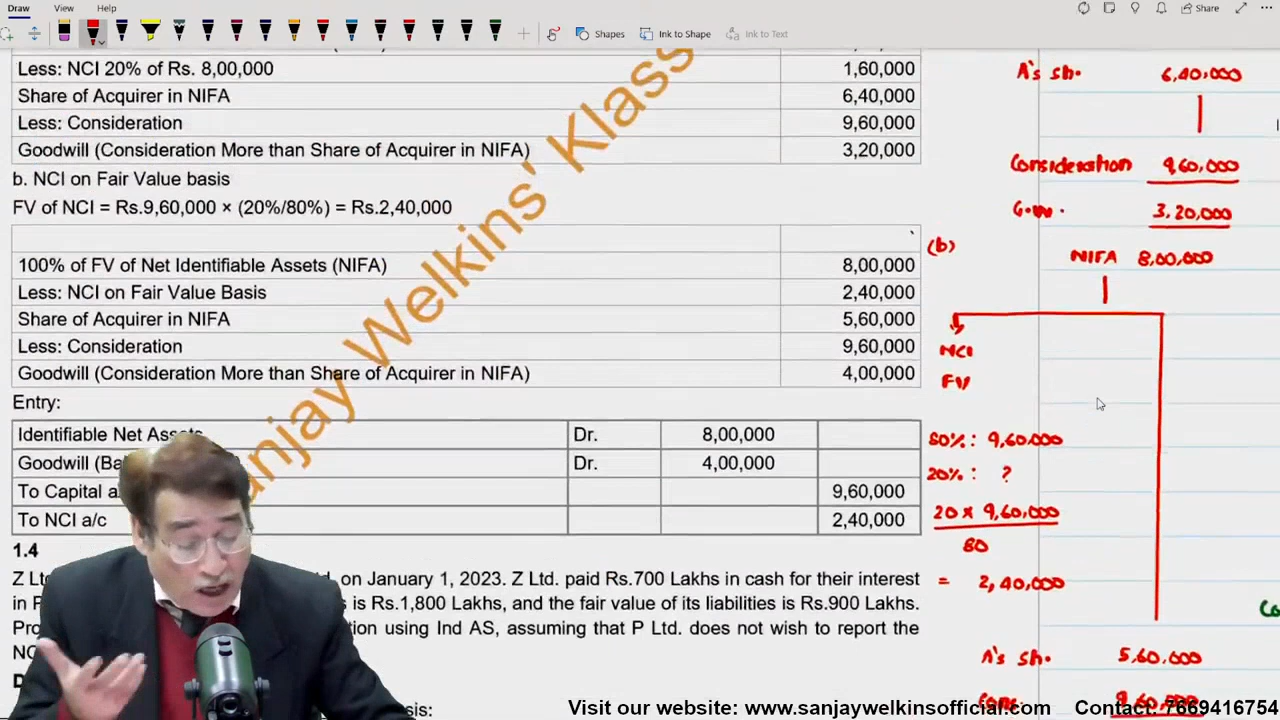 Draw View Help
Share
Shapes Ink to Shape Ink to Text
Less: NCI 20% of Rs. 8,00,000 1,60,000
Share of Acquirer in NIFA 6,40,000
Less: Consideration 9,60,000
Goodwill (Consideration More than Share of Acquirer in NIFA) 3,20,000
b. NCI on Fair Value basis
FV of NCI = Rs.9,60,000 × (20%/80%) = Rs.2,40,000
100% of FV of Net Identifiable Assets (NIFA) 8,00,000
Less: NCI on Fair Value Basis 2,40,000
Share of Acquirer in NIFA 5,60,000
Less: Consideration 9,60,000
Goodwill (Consideration More than Share of Acquirer in NIFA) 4,00,000
Entry:
Identifiable Net Assets Dr. 8,00,000
Goodwill Dr. 4,00,000
To Capital 9,60,000
To NCI a/c 2,40,000
1.4
Z on January 1, 2023. Z Ltd. paid Rs.700 Lakhs in cash for their interest
in is Rs.1,800 Lakhs, and the fair value of its liabilities is Rs.900 Lakhs.
using Ind AS, assuming that P Ltd. does not wish to report the
Sanjay Welkins' Klass
A's Sh. 6,40,000
Consideration 9,60,000
G.W. 3,20,000
(b)
NIFA 8,00,000
NCI
FV
80% : 9,60,000
20% : ?
20 × 9,60,000
80
= 2,40,000
A's Sh. 5,60,000
Cons. 9,60,000
Visit our website: www.sanjaywelkinsofficial.com Contact: 7669416754